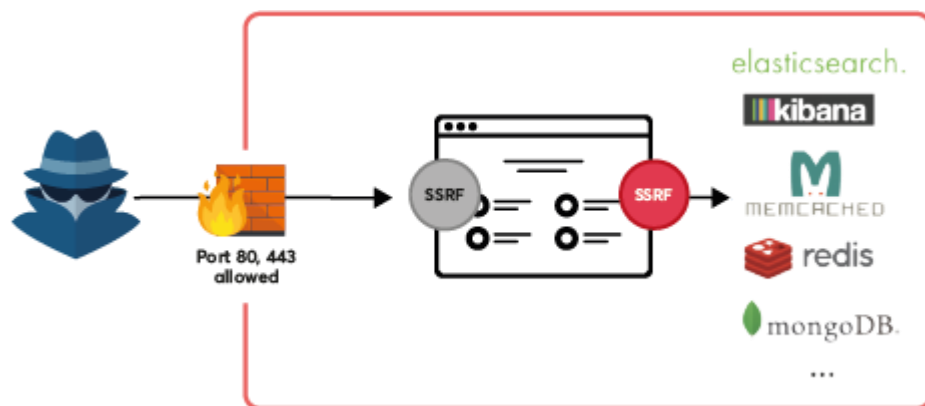 elasticsearch.
kibana
SSRF
SSRF
MEMCACHED
Port 80, 443
allowed
redis
mongoDB.
...